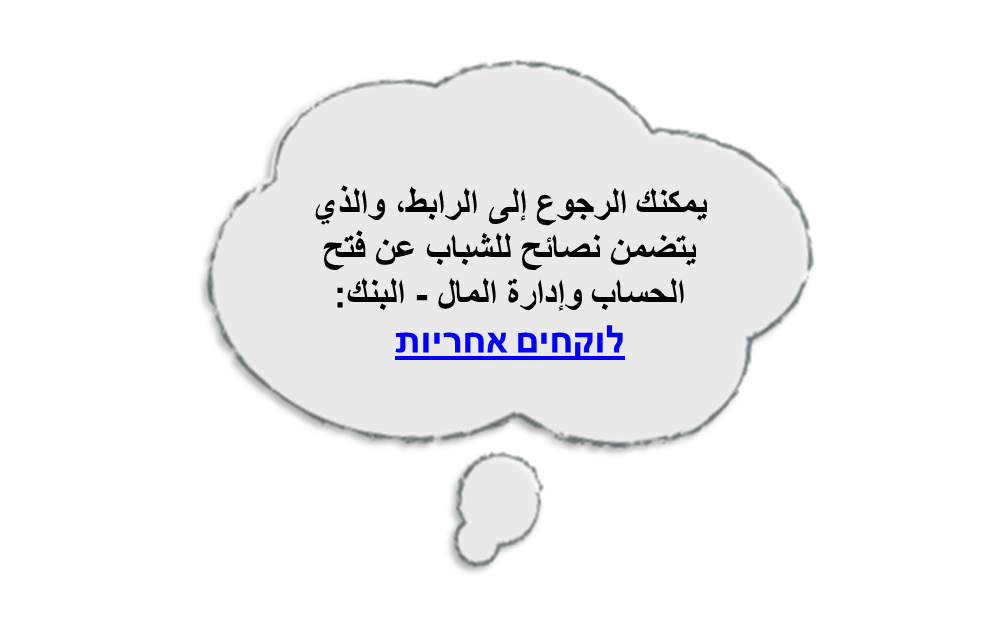 يمكنك الرجوع إلى الرابط، والذي
يتضمن نصائح للشباب عن فتح
الحساب وإدارة المال - البنك:
לוקחים אחריות